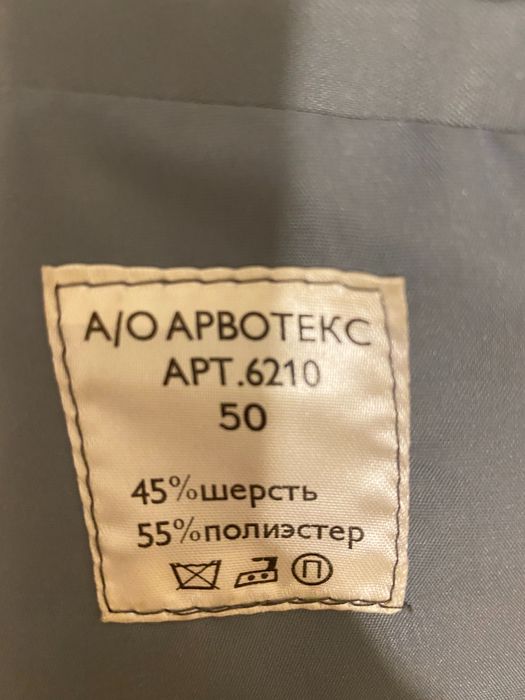 А/О АРВОТЕКС
АРТ.6210
50
45%шерсть
55%полиэстер
П